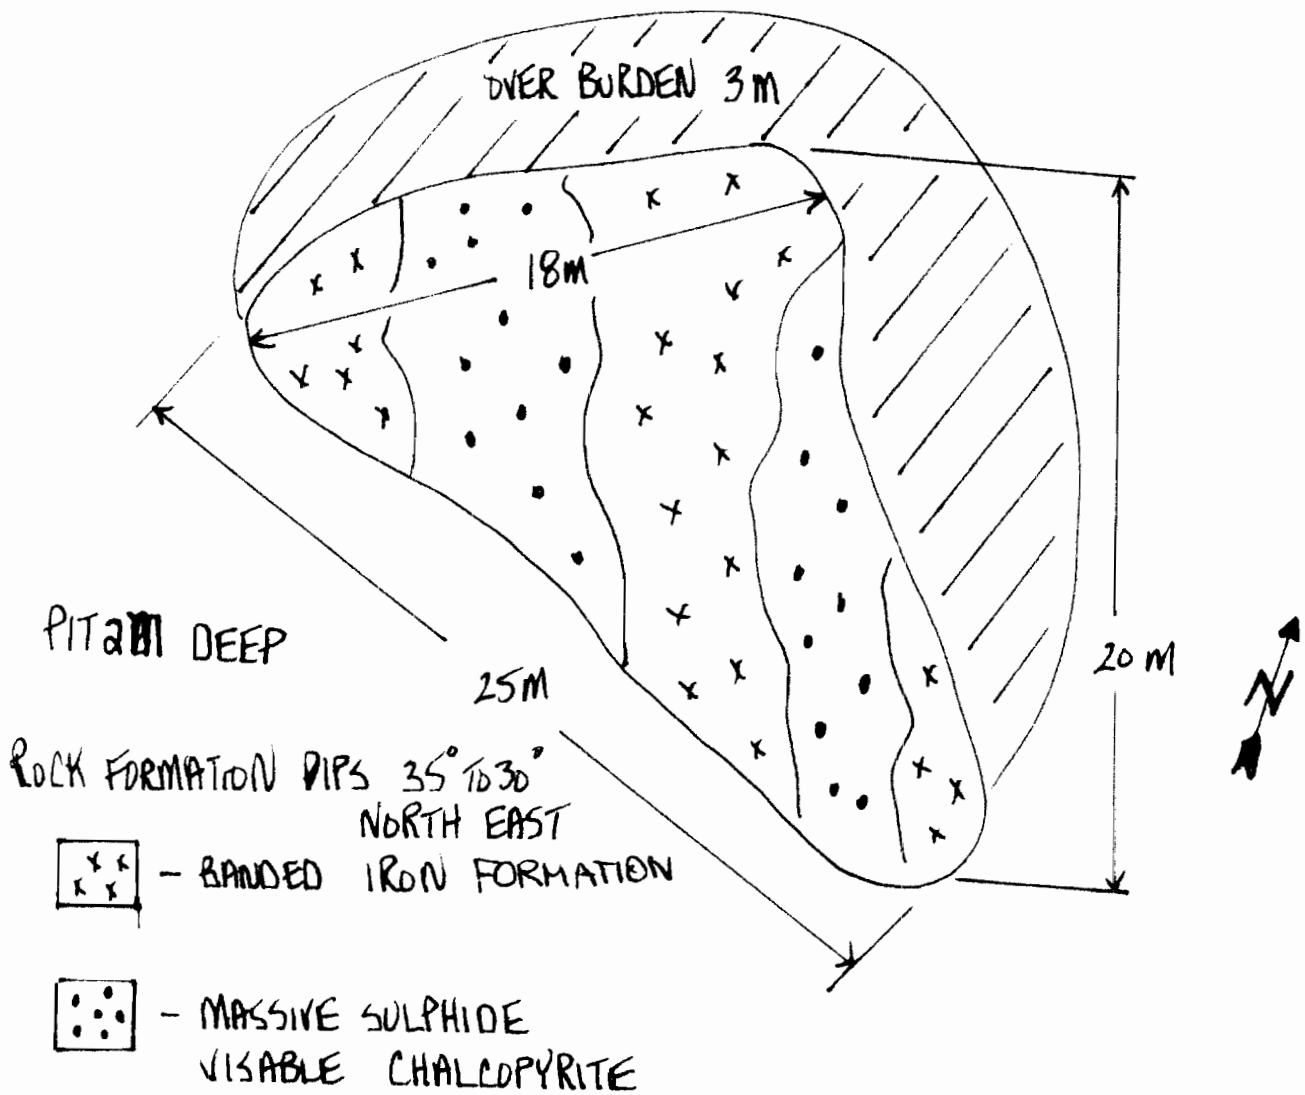 OVER BURDEN 3M
18M
PIT 2M DEEP
25M
20 M
N
ROCK FORMATION DIPS 35° TO 30°
NORTH EAST
- BANDED IRON FORMATION
- MASSIVE SULPHIDE
VISABLE CHALCOPYRITE